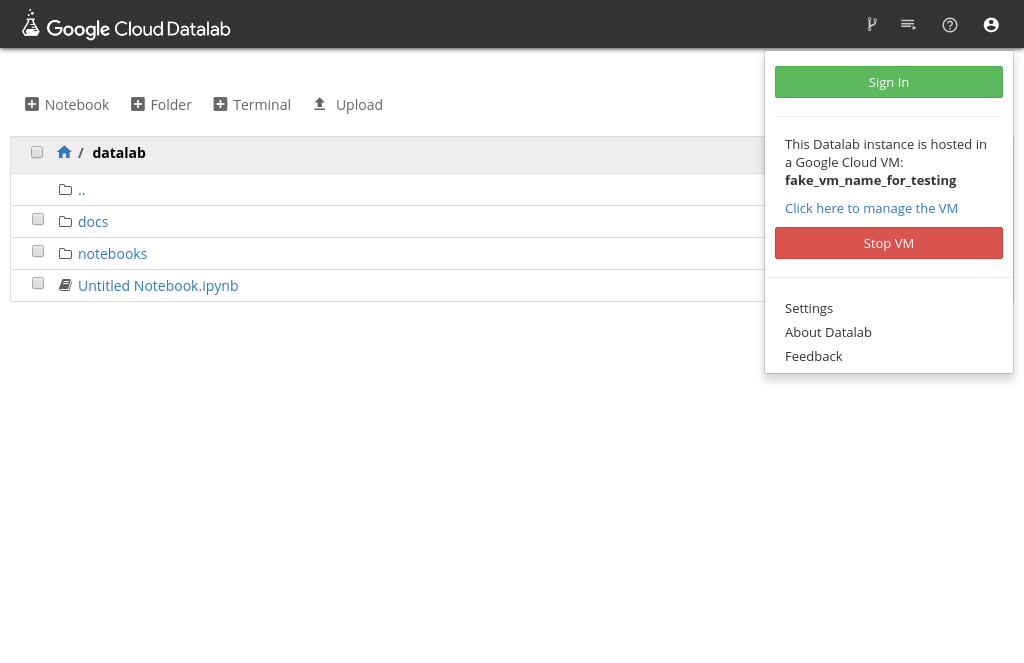 Google Cloud Datalab
Sign In
This Datalab instance is hosted in
a Google Cloud VM:
fake_vm_name_for_testing
Click here to manage the VM
Stop VM
Settings
About Datalab
Feedback
Notebook Folder Terminal Upload
/ datalab
..
docs
notebooks
Untitled Notebook.ipynb